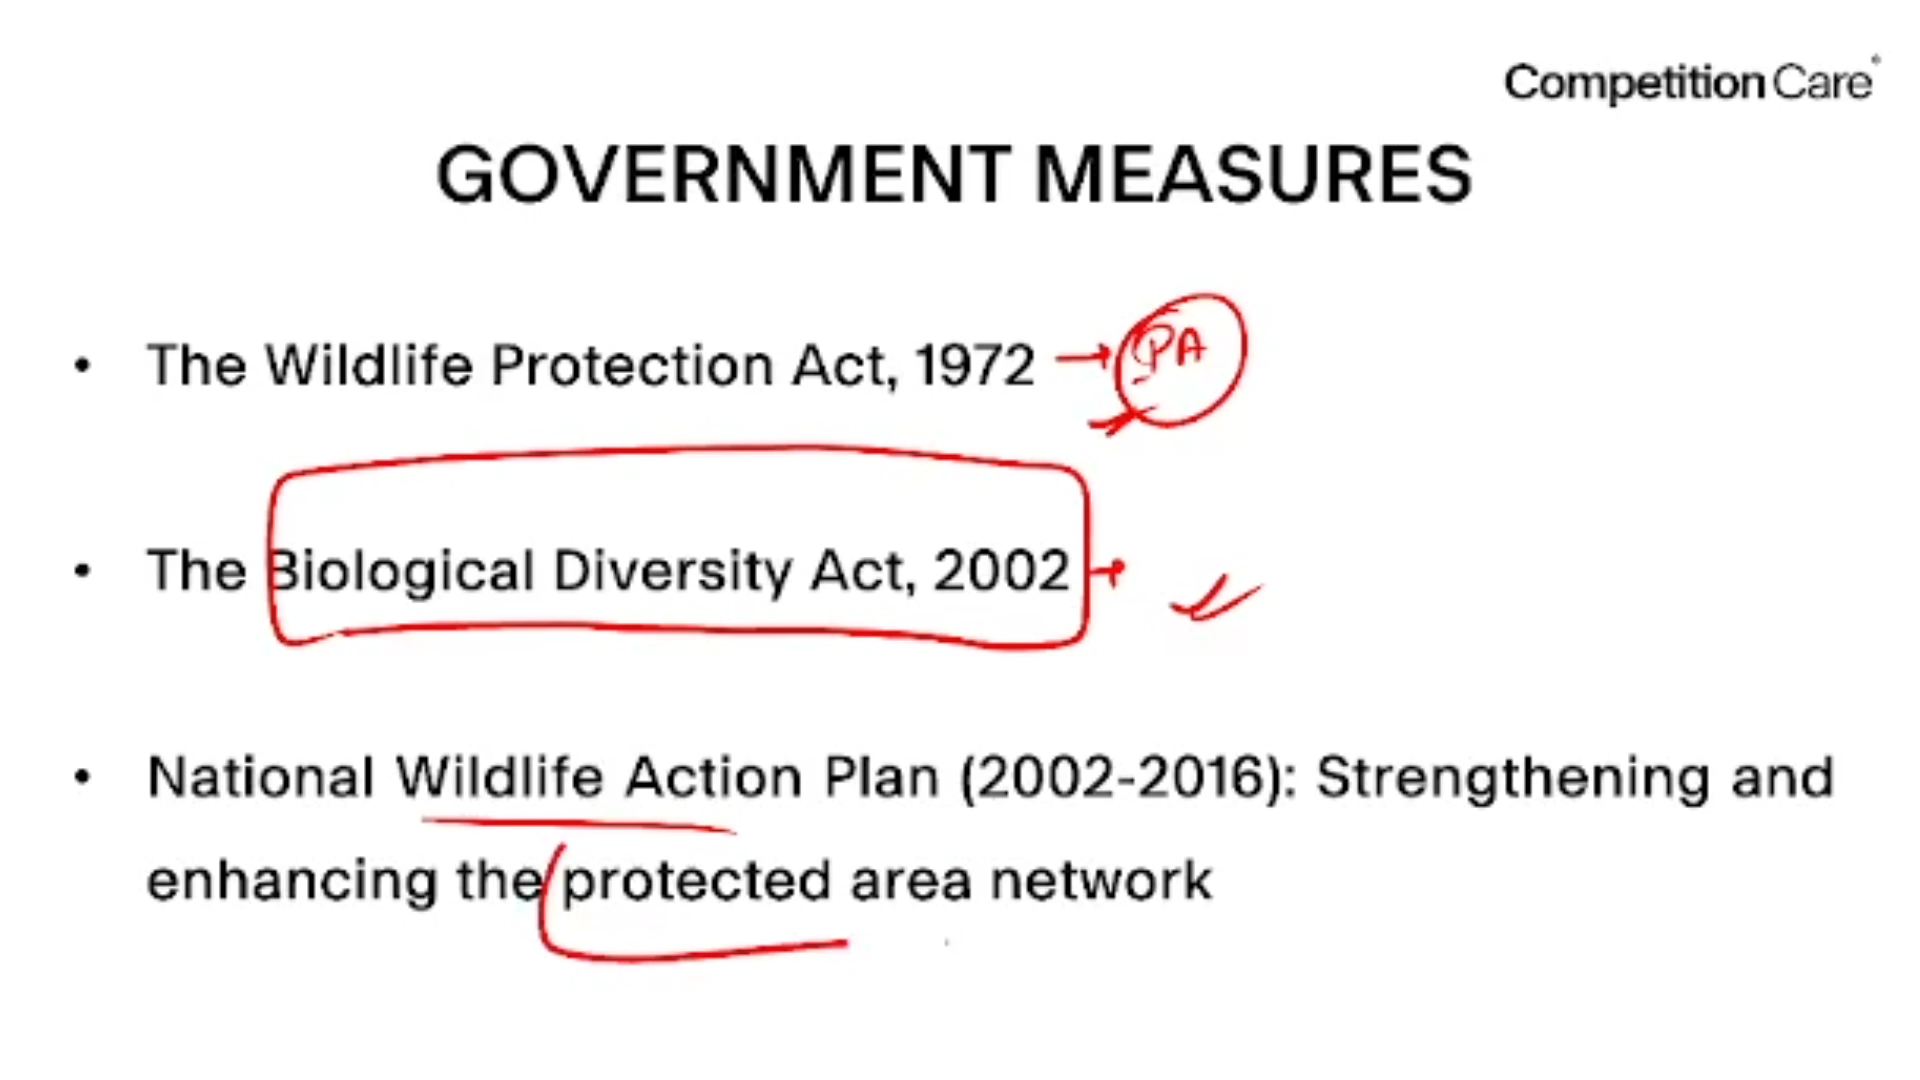 Competition Care
GOVERNMENT MEASURES
• The Wildlife Protection Act, 1972 → PA
• The Biological Diversity Act, 2002
• National Wildlife Action Plan (2002-2016): Strengthening and
enhancing the protected area network